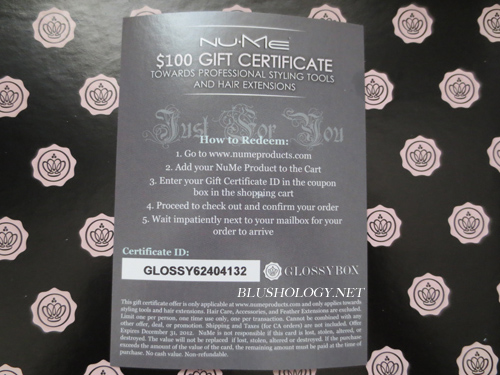 NUME
$100 GIFT CERTIFICATE
TOWARDS PROFESSIONAL STYLING TOOLS
AND HAIR EXTENSIONS
Just For You
How to Redeem:
1. Go to www.numeproducts.com
2. Add your NuMe Product to the Cart
3. Enter your Gift Certificate ID in the coupon
box in the shopping cart
4. Proceed to check out and confirm your order
5. Wait impatiently next to your mailbox for your
order to arrive
Certificate ID:
GLOSSY62404132
GLOSSYBOX
BLUSHOLOGY.NET
This gift certificate offer is only applicable at www.numeproducts.com and only applies towards
styling tools and hair extensions. Hair Care, Accessories, and Feather Extensions are excluded.
Limit one per person, one time use only, one per transaction. Cannot be combined with any
other offer, deal, or promotion. Shipping and Taxes (for CA orders) are not included. Offer
Expires December 31, 2012. NuMe is not responsible if this card is lost, stolen, altered, or
destroyed. The value will not be replaced if lost, stolen, altered or destroyed. If the purchase
exceeds the amount of the value of the card, the remaining amount must be paid at the time of
purchase. No cash value. Non-refundable.